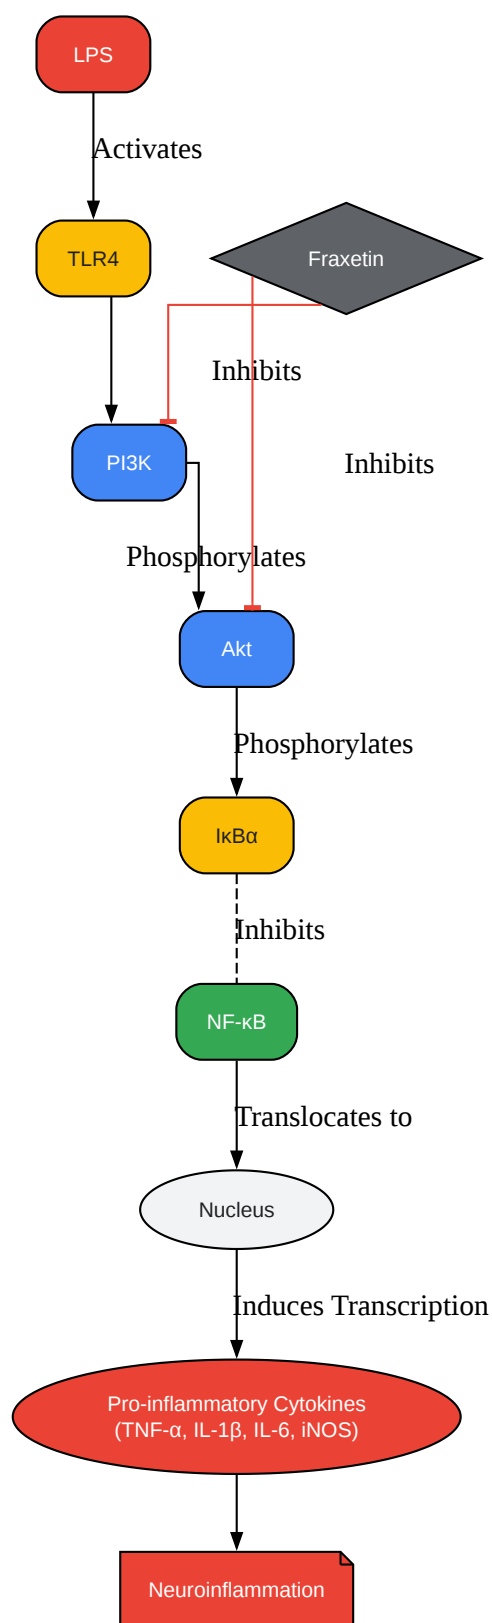 LPS
Activates
TLR4
Fraxetin
Inhibits
PI3K
Inhibits
Phosphorylates
Akt
Phosphorylates
IκBα
Inhibits
NF-κB
Translocates to
Nucleus
Induces Transcription
Pro-inflammatory Cytokines
(TNF-α, IL-1β, IL-6, iNOS)
Neuroinflammation